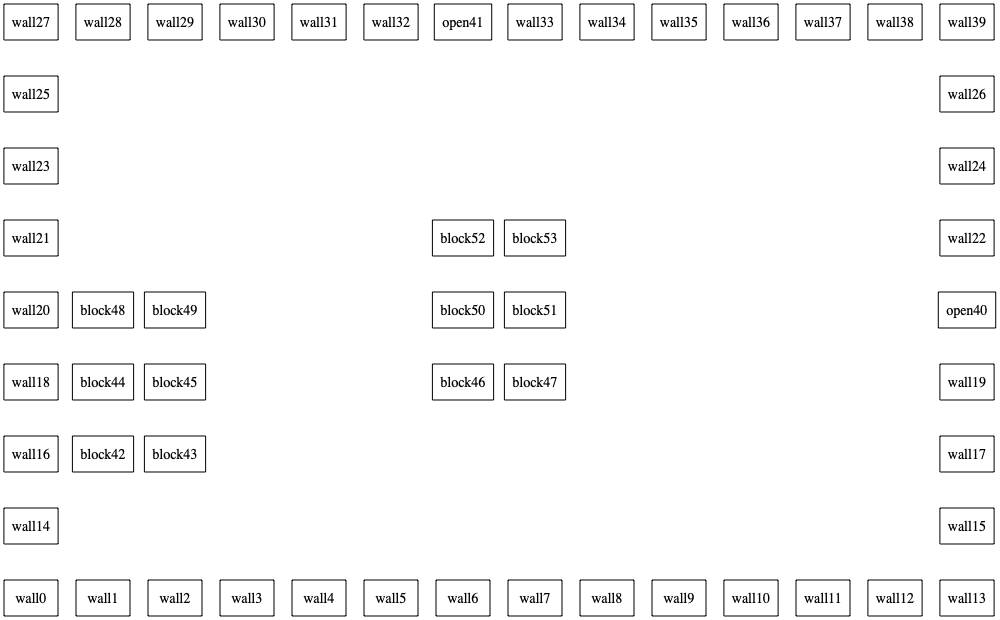 wall27 wall28 wall29 wall30 wall31 wall32 open41 wall33 wall34 wall35 wall36 wall37 wall38 wall39
wall25 wall26
wall23 wall24
wall21 block52 block53 wall22
wall20 block48 block49 block50 block51 open40
wall18 block44 block45 block46 block47 wall19
wall16 block42 block43 wall17
wall14 wall15
wall0 wall1 wall2 wall3 wall4 wall5 wall6 wall7 wall8 wall9 wall10 wall11 wall12 wall13